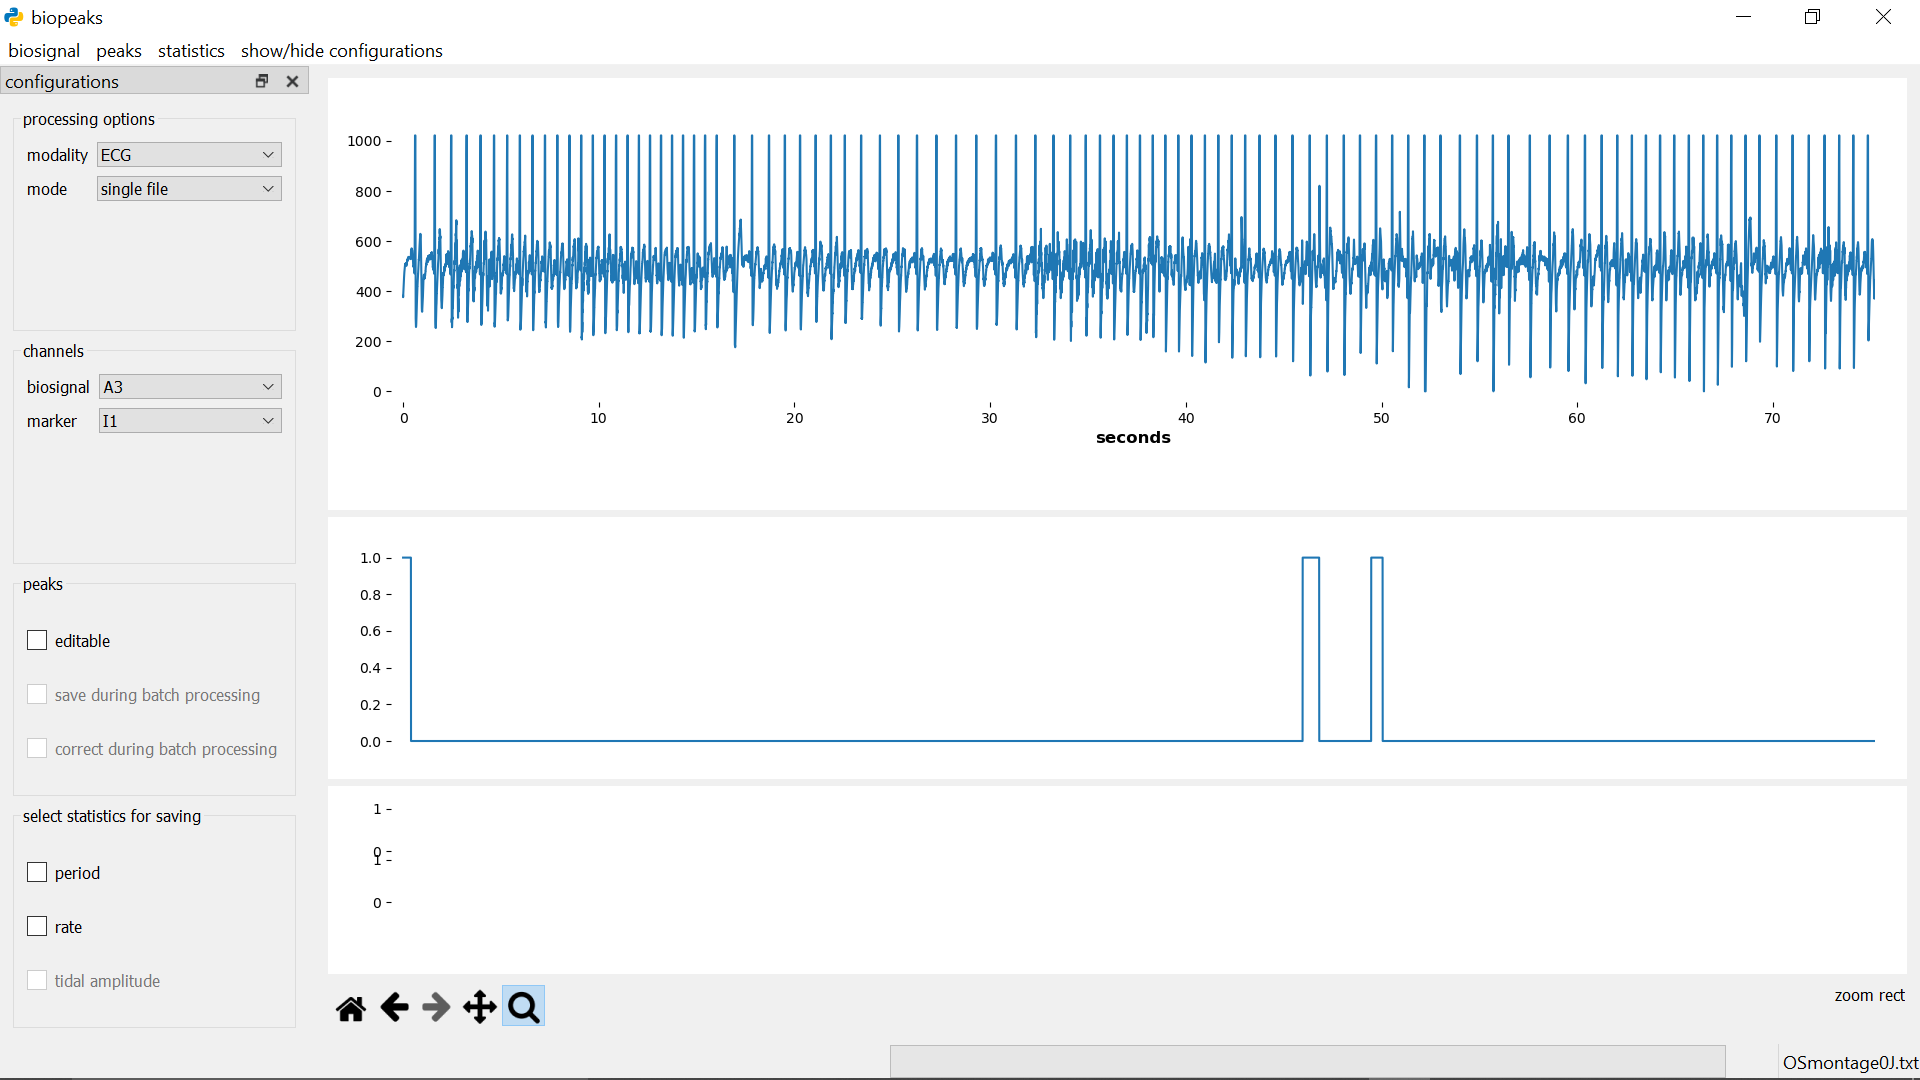 biopeaks
biosignal peaks statistics show/hide configurations
configurations
processing options
modality ECG
mode single file
channels
biosignal A3
marker I1
peaks
editable
save during batch processing
correct during batch processing
select statistics for saving
period
rate
tidal amplitude
1000
800
600
400
200
0
0 10 20 30 40 50 60 70
seconds
1.0
0.8
0.6
0.4
0.2
0.0
1
0
1
0
zoom rect
OSmontage0J.txt